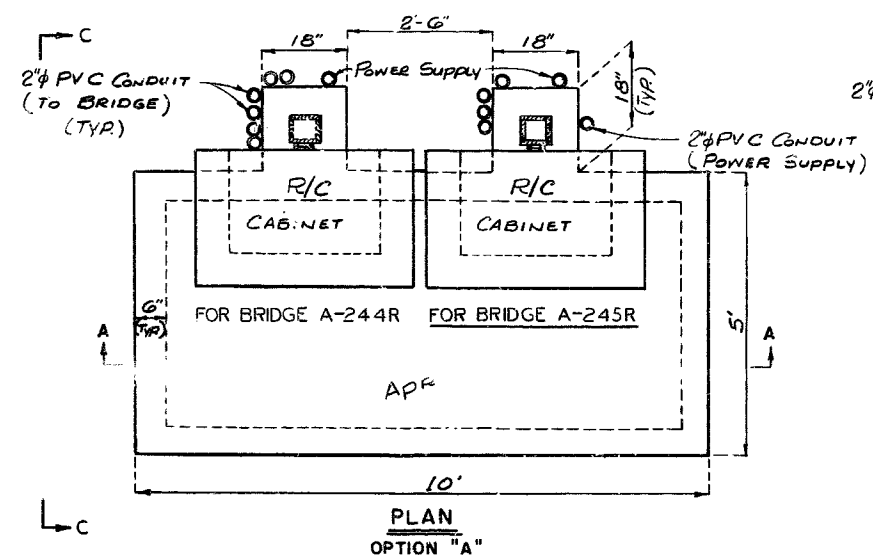 C
2'-6"
18"
18"
2"φ PVC CONDUIT
(TO BRIDGE)
(TYP.)
POWER SUPPLY
18"
(TYP.)
2"φ
2"φ PVC CONDUIT
(POWER SUPPLY)
R/C
CABINET
R/C
CABINET
6"
(TYP.)
FOR BRIDGE A-244R
FOR BRIDGE A-245R
5'
A
A
10'
C
PLAN
OPTION "A"